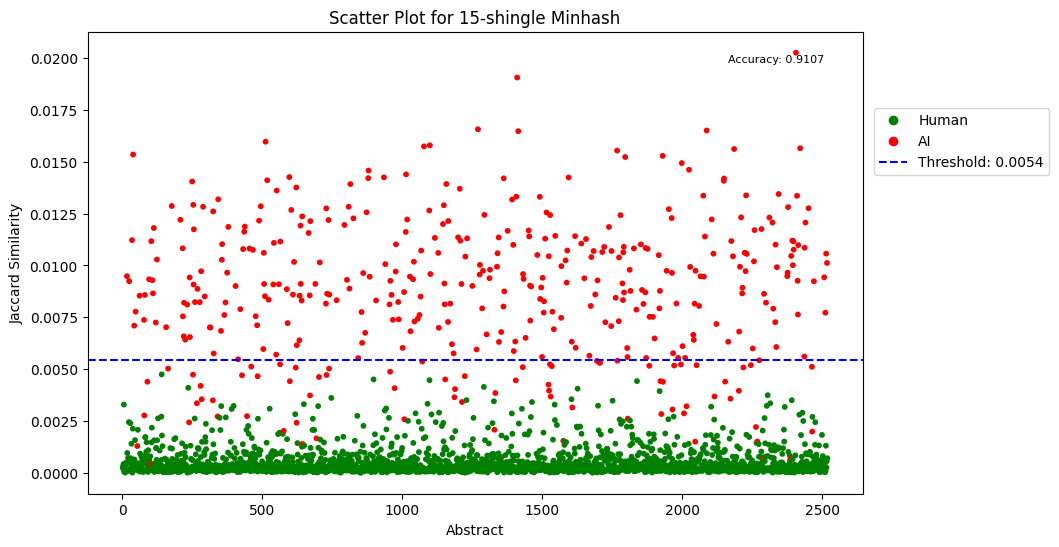 Scatter Plot for 15-shingle Minhash
Accuracy: 0.9107
0.0200
0.0175
0.0150
0.0125
0.0100
0.0075
0.0050
0.0025
0.0000
Jaccard Similarity
0
500
1000
1500
2000
2500
Abstract
Human
AI
Threshold: 0.0054